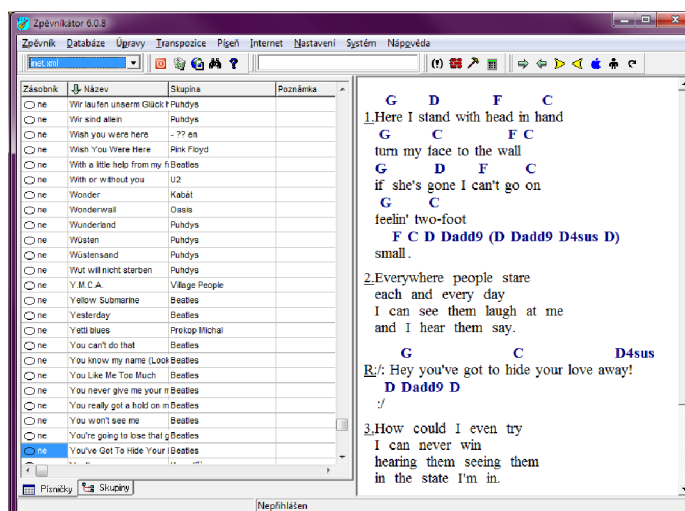 Zpěvníkátor 6.0.8
Zpěvník Databáze Úpravy Transpozice Píseň Internet Nastavení Systém Nápověda
inet.xml
Zásobník Název Skupina Poznámka
ne Wir laufen unserm Glück Puhdys
ne Wir sind allein Puhdys
ne Wish you were here - ?? en
ne Wish You Were Here Pink Floyd
ne With a little help from my f Beatles
ne With or without you U2
ne Wonder Kabát
ne Wonderwall Oasis
ne Wunderland Puhdys
ne Wüsten Puhdys
ne Wüstensand Puhdys
ne Wut will nicht sterben Puhdys
ne Y.M.C.A. Village People
ne Yellow Submarine Beatles
ne Yesterday Beatles
ne Yetti blues Prokop Michal
ne You can't do that Beatles
ne You know my name (Look Beatles
ne You Like Me Too Much Beatles
ne You never give me your m Beatles
ne You really got a hold on m Beatles
ne You won't see me Beatles
ne You're going to lose that g Beatles
ne You've Got To Hide Your Beatles
Písničky Skupiny
G D F C
1.Here I stand with head in hand
G C F C
turn my face to the wall
G D F C
if she's gone I can't go on
G C
feelin' two-foot
F C D Dadd9 (D Dadd9 D4sus D)
small.
2.Everywhere people stare
each and every day
I can see them laugh at me
and I hear them say.
G C D4sus
R:/: Hey you've got to hide your love away!
D Dadd9 D
:/
3.How could I even try
I can never win
hearing them seeing them
in the state I'm in.
Nepřihlášen